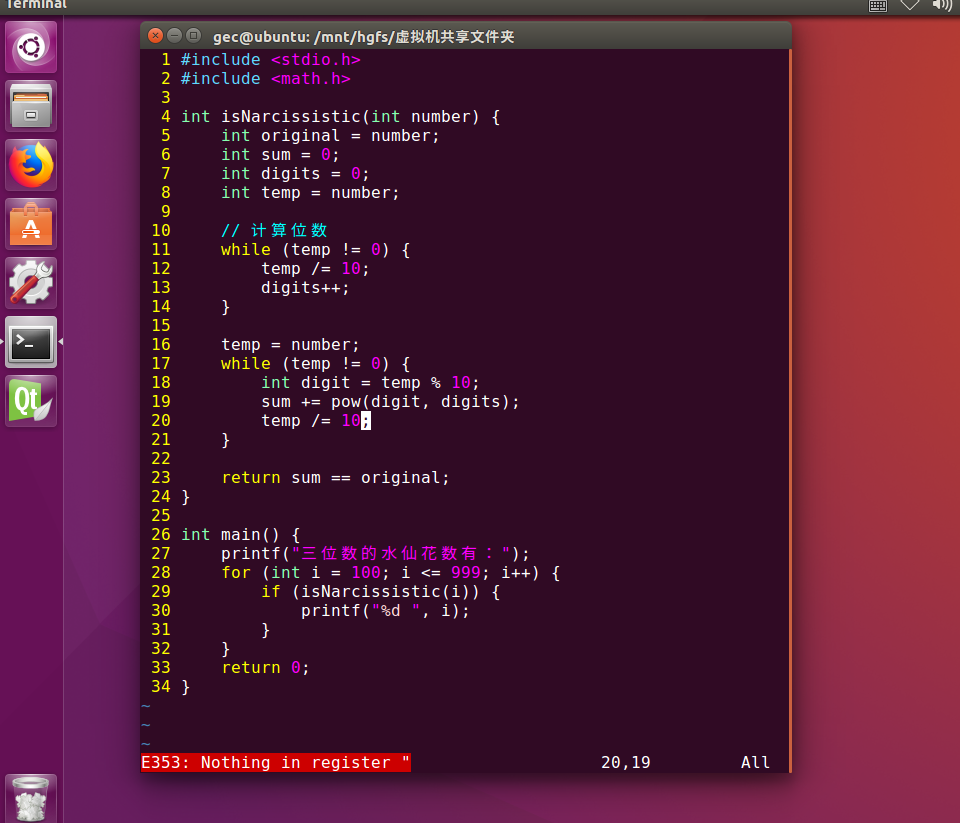 Terminal
gec@ubuntu: /mnt/hgfs/虚拟机共享文件夹
1 #include <stdio.h>
2 #include <math.h>
3
4 int isNarcissistic(int number) {
5     int original = number;
6     int sum = 0;
7     int digits = 0;
8     int temp = number;
9
10     // 计算位数
11     while (temp != 0) {
12         temp /= 10;
13         digits++;
14     }
15
16     temp = number;
17     while (temp != 0) {
18         int digit = temp % 10;
19         sum += pow(digit, digits);
20         temp /= 10;
21     }
22
23     return sum == original;
24 }
25
26 int main() {
27     printf("三位数的水仙花数有：");
28     for (int i = 100; i <= 999; i++) {
29         if (isNarcissistic(i)) {
30             printf("%d ", i);
31         }
32     }
33     return 0;
34 }
~
~
~
E353: Nothing in register " 20,19 All
A
>_
Qt